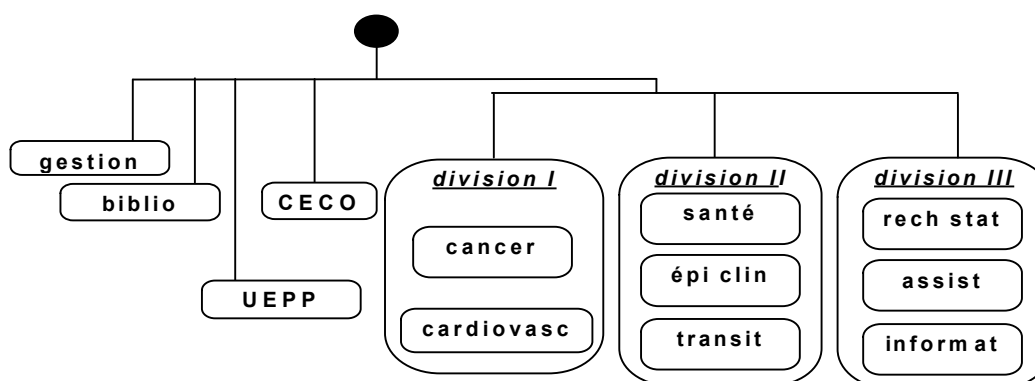 gestion
biblio
CECO
UEPP
division I
cancer
cardiovasc
division II
santé
épi clin
transit
division III
rech stat
assist
informat